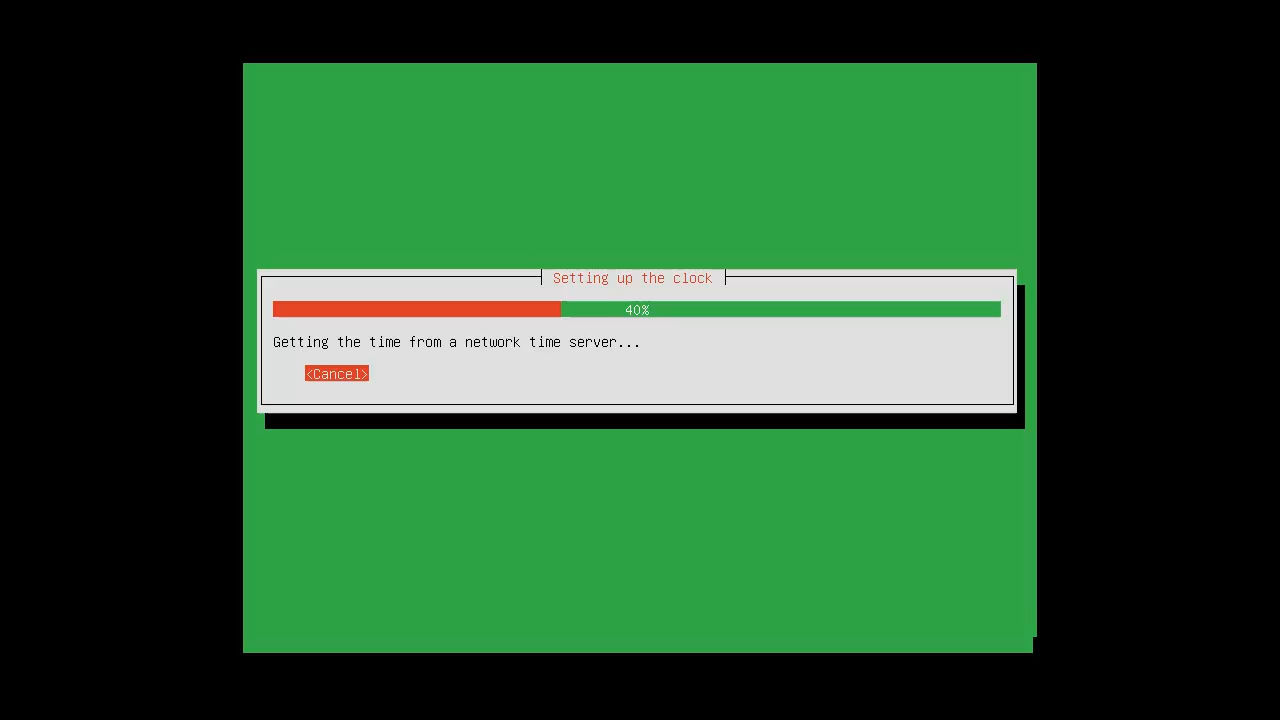 Setting up the clock
40%
Getting the time from a network time server...
<Cancel>